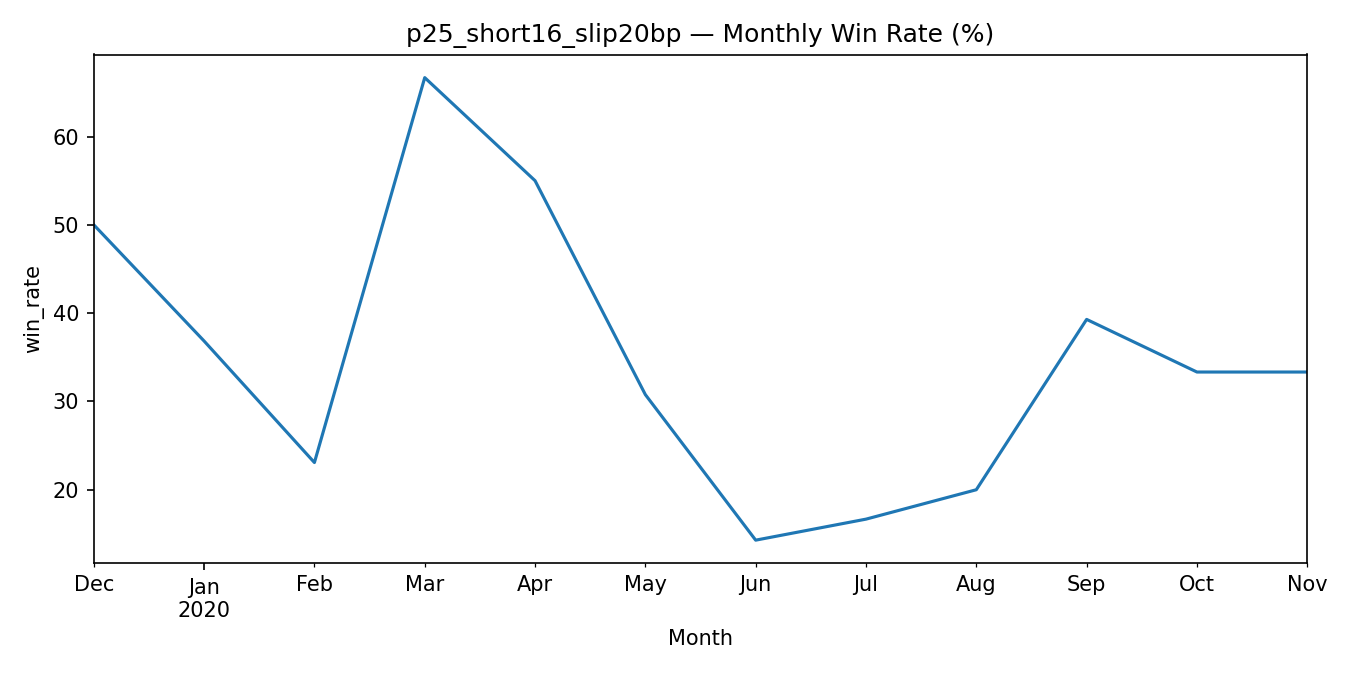 p25_short16_slip20bp — Monthly Win Rate (%)
win_rate
60
50
40
30
20
Dec Jan Feb Mar Apr May Jun Jul Aug Sep Oct Nov
2020
Month